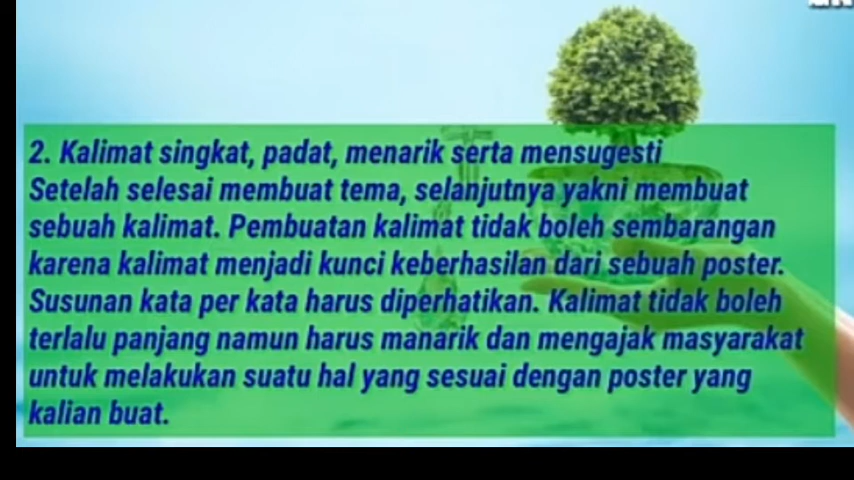 2. Kalimat singkat, padat, menarik serta mensugesti
Setelah selesai membuat tema, selanjutnya yakni membuat
sebuah kalimat. Pembuatan kalimat tidak boleh sembarangan
karena kalimat menjadi kunci keberhasilan dari sebuah poster.
Susunan kata per kata harus diperhatikan. Kalimat tidak boleh
terlalu panjang namun harus manarik dan mengajak masyarakat
untuk melakukan suatu hal yang sesuai dengan poster yang
kalian buat.